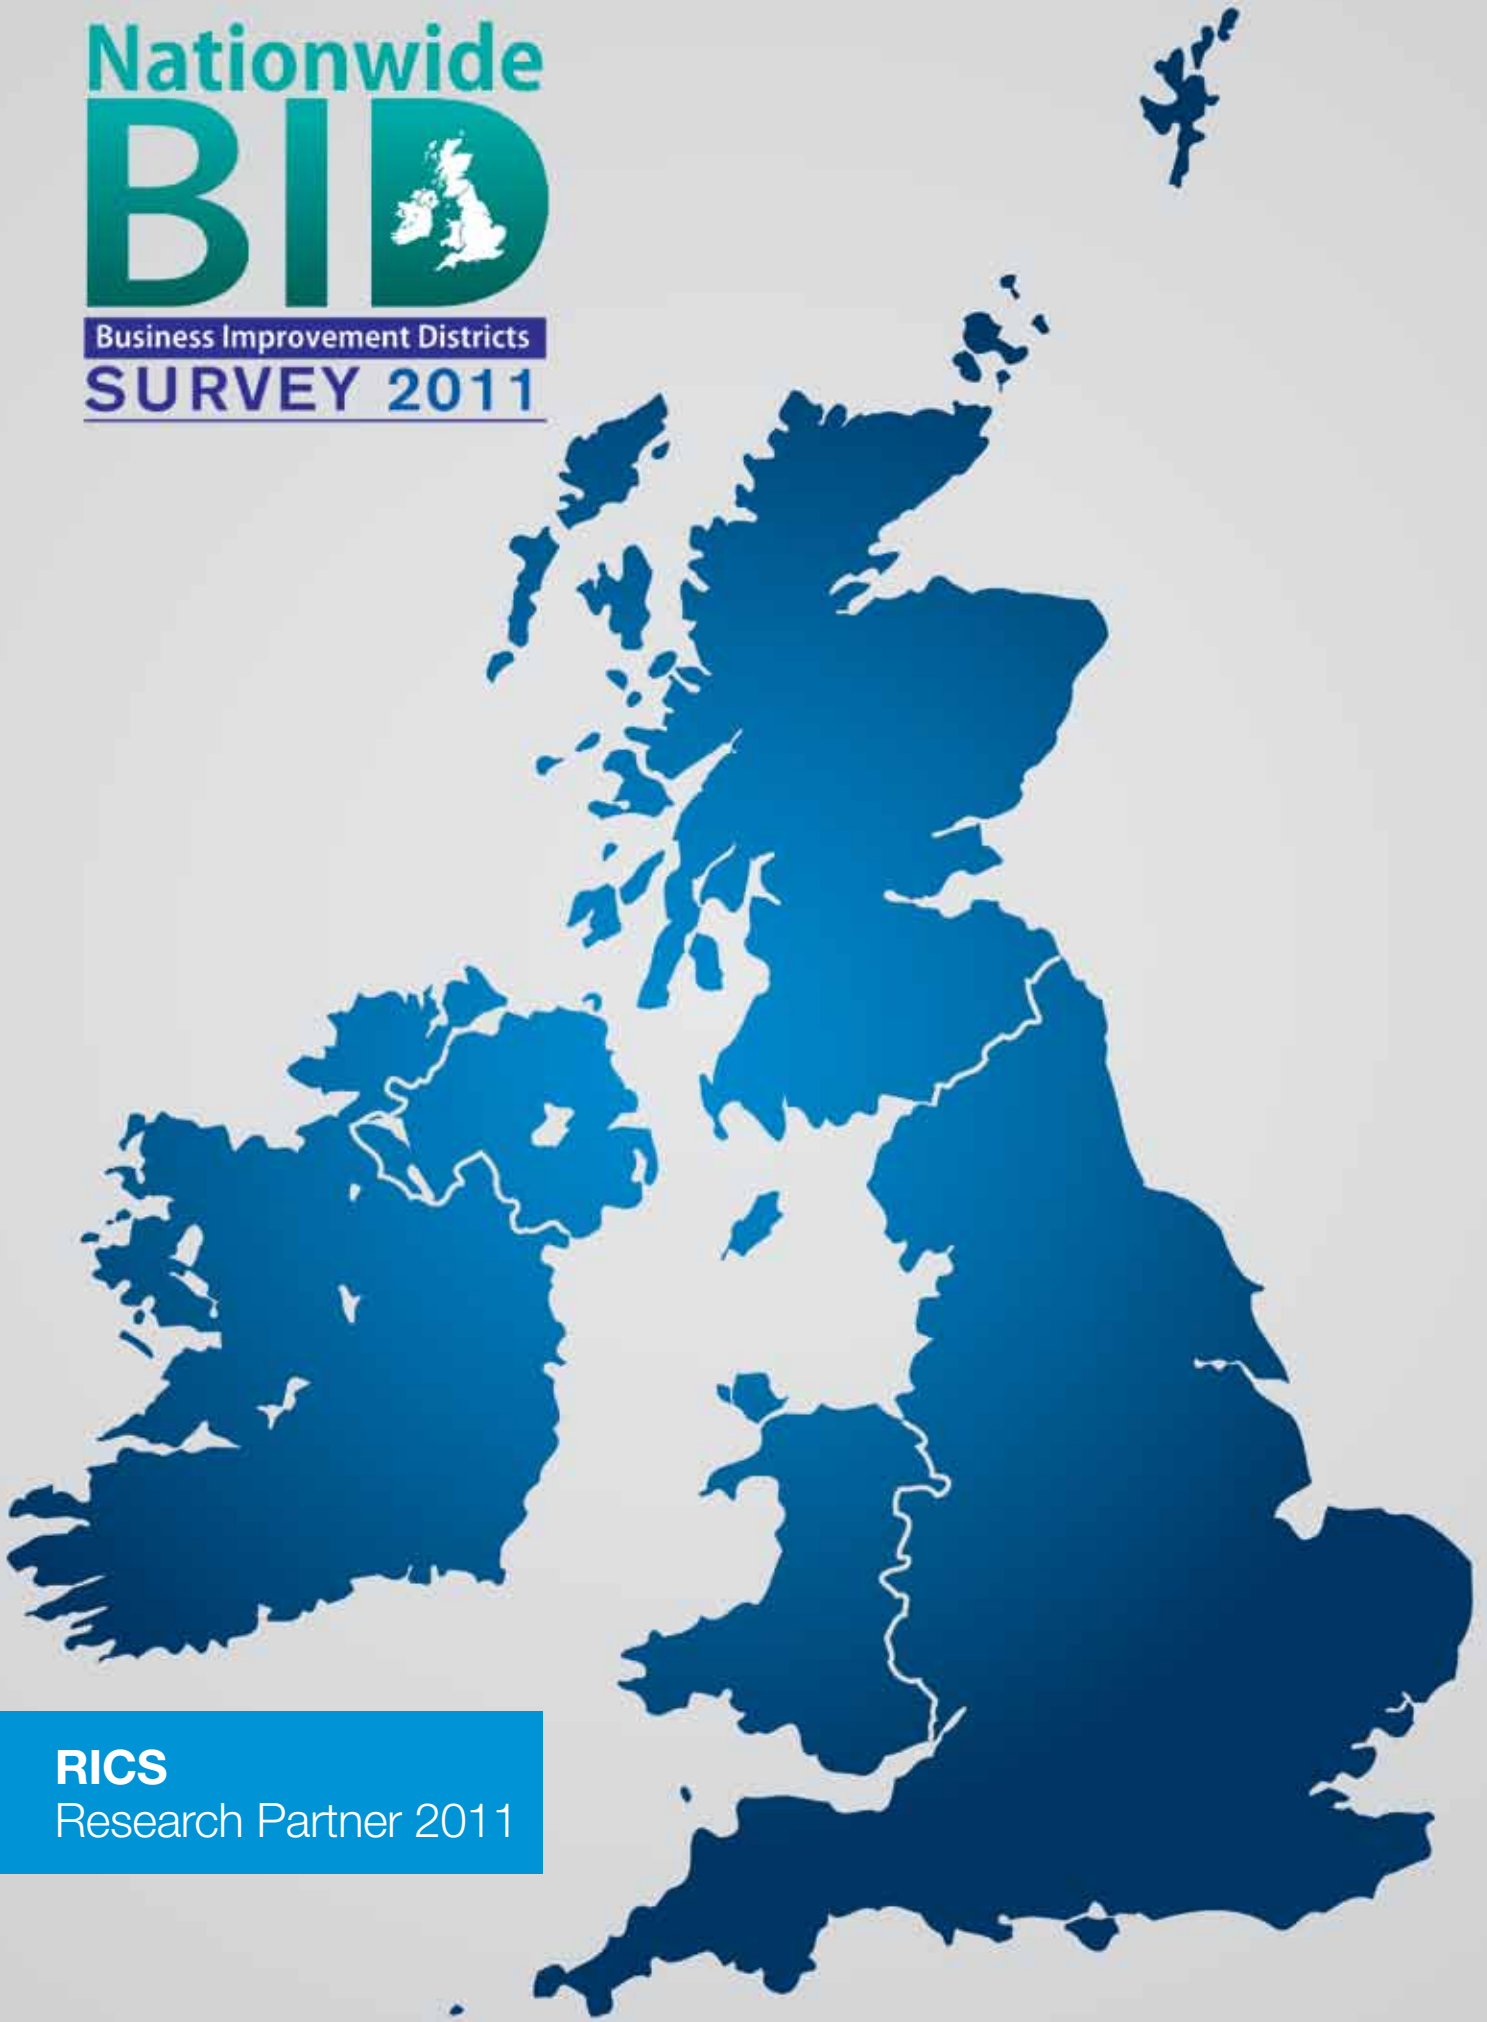 Nationwide
BID
Business Improvement Districts
SURVEY 2011
RICS
Research Partner 2011